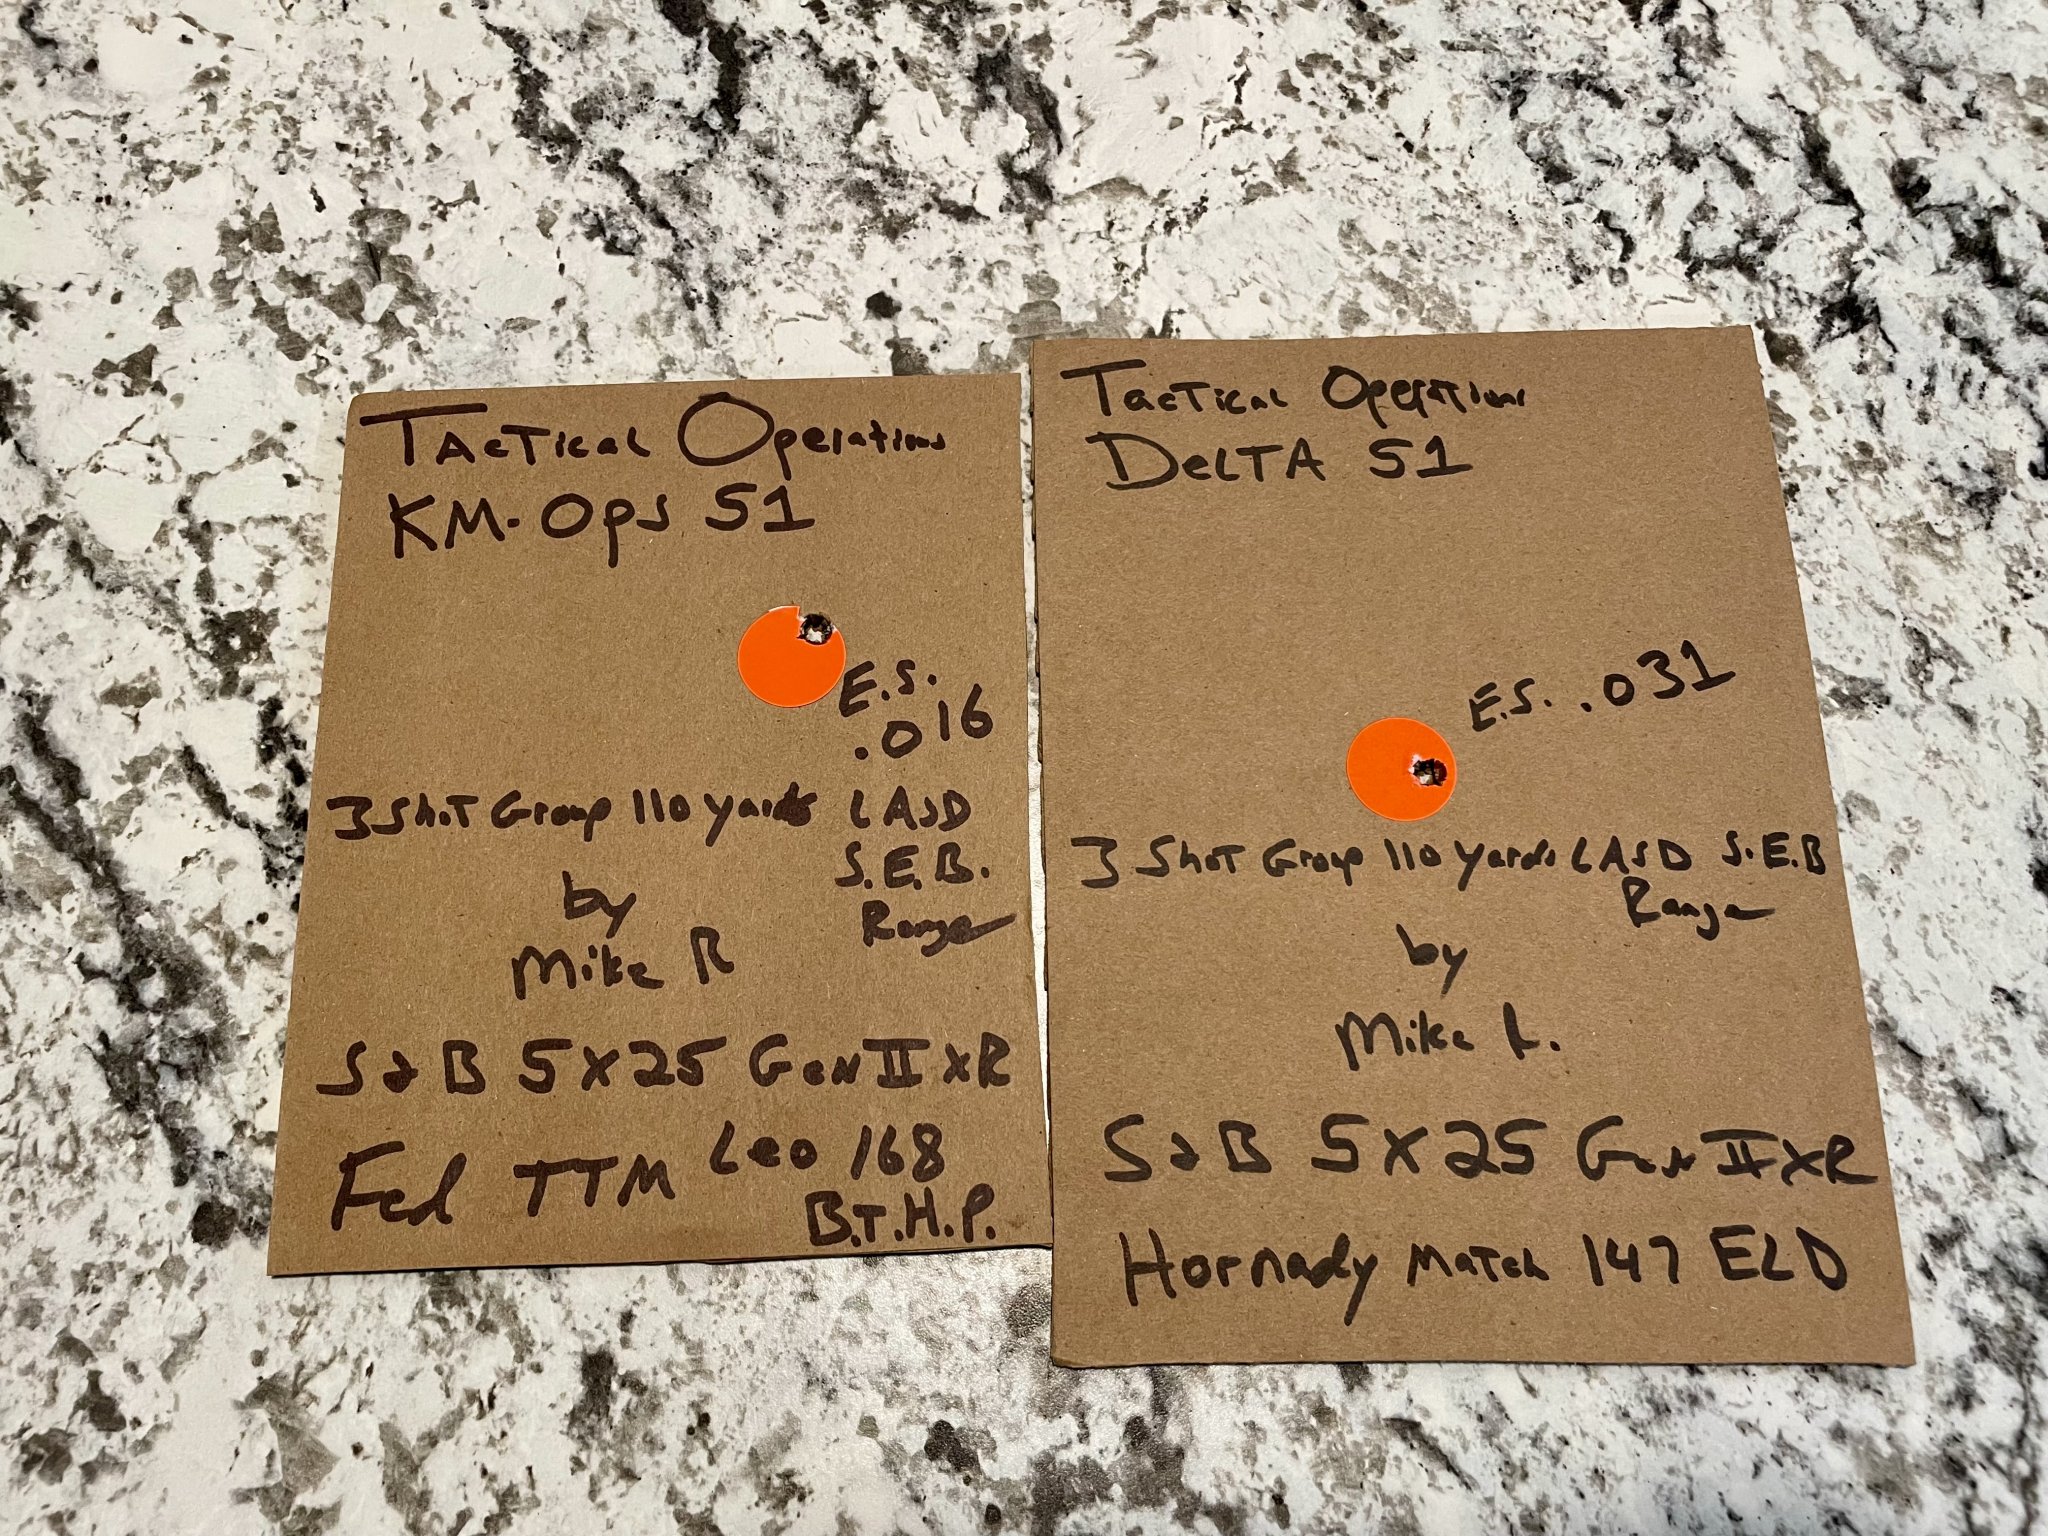 Tactical Operations
KM-Ops 51
E.S.
.016
3 Shot Group 110 yards LASD
S.E.B.
Range
by
Mike R
S&B 5x25 Gen II XR
Fed TTM Leo 168
B.T.H.P.
Tactical Operations
Delta 51
E.S. .031
3 Shot Group 110 Yards LASD S.E.B
Range
by
Mike R.
S&B 5x25 Gen II XR
Hornady Match 147 ELD